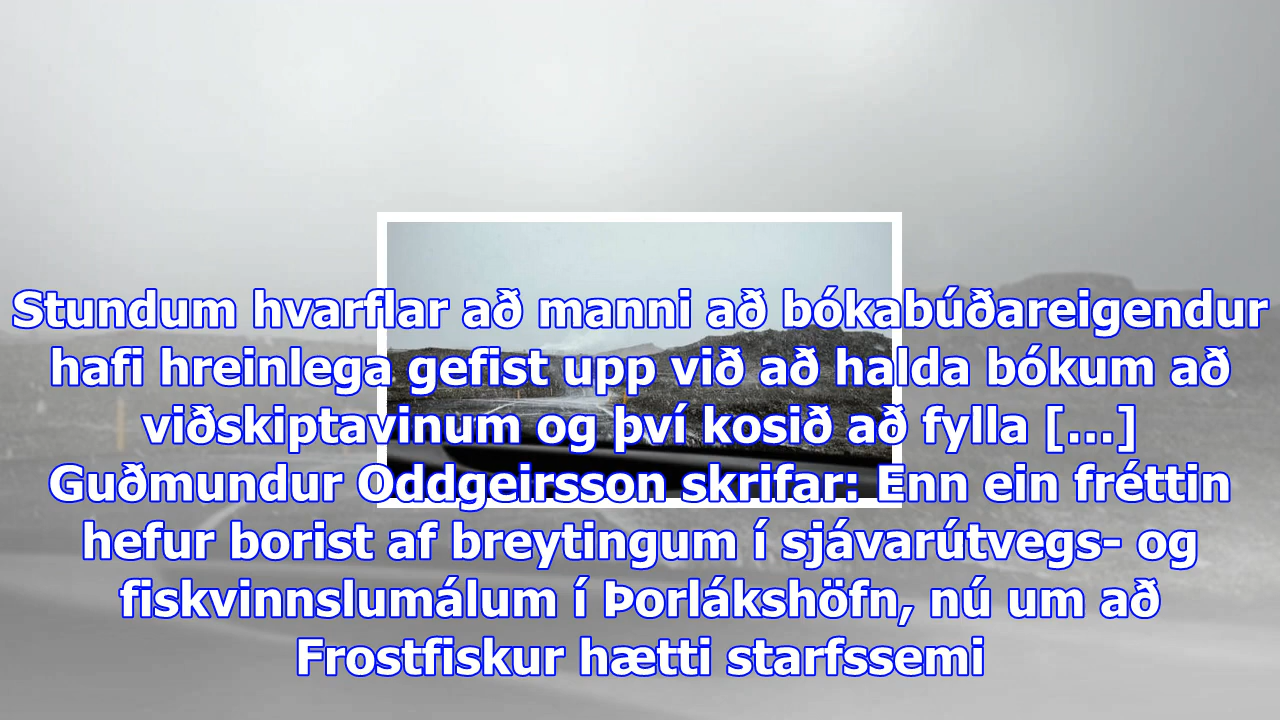 Stundum hvarflar að manni að bókabúðareigendur
hafi hreinlega gefist upp við að halda bókum að
viðskiptavinum og því kosið að fylla [...]
Guðmundur Oddgeirsson skrifar: Enn ein fréttin
hefur borist af breytingum í sjávarútvegs- og
fiskvinnslumálum í Þorlákshöfn, nú um að
Frostfiskur hætti starfssemi